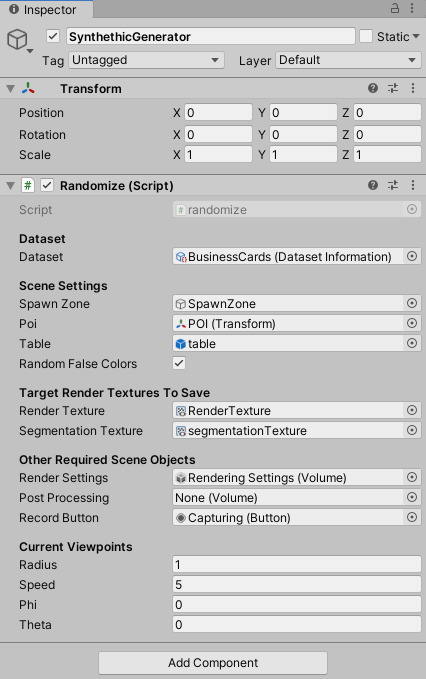 Inspector
SynthethicGenerator Static
Tag Untagged Layer Default
Transform
Position X 0 Y 0 Z 0
Rotation X 0 Y 0 Z 0
Scale X 1 Y 1 Z 1
# Randomize (Script)
Script # randomize
Dataset
Dataset BusinessCards (Dataset Information)
Scene Settings
Spawn Zone SpawnZone
Poi POI (Transform)
Table table
Random False Colors
Target Render Textures To Save
Render Texture RenderTexture
Segmentation Texture segmentationTexture
Other Required Scene Objects
Render Settings Rendering Settings (Volume)
Post Processing None (Volume)
Record Button Capturing (Button)
Current Viewpoints
Radius 1
Speed 5
Phi 0
Theta 0
Add Component